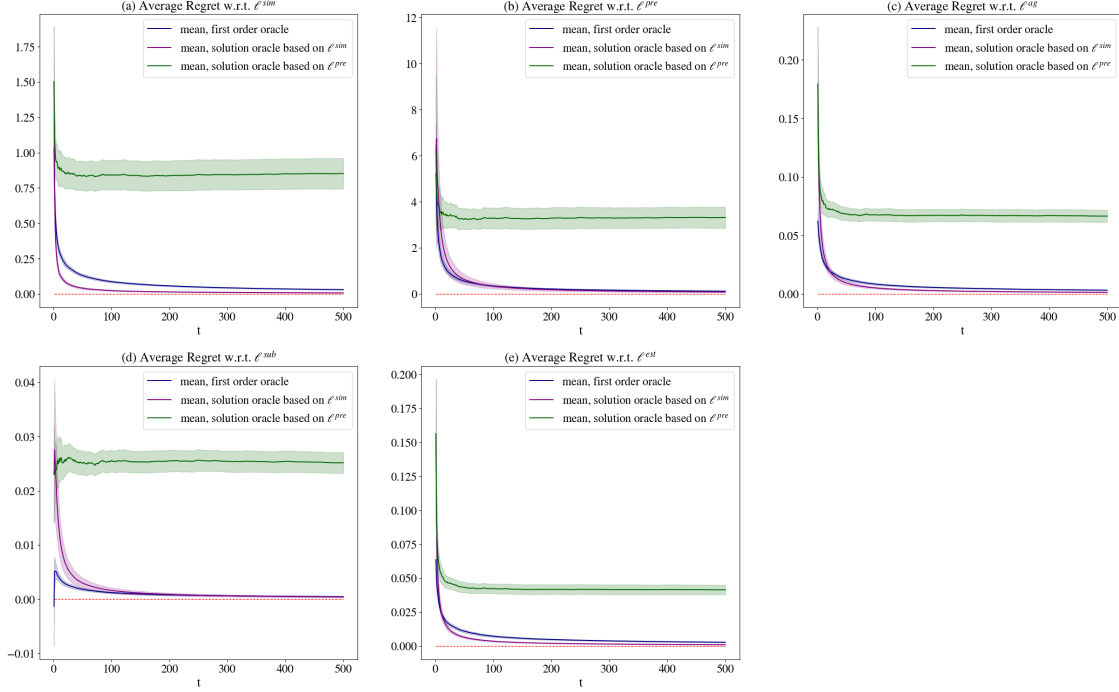 (a) Average Regret w.r.t. ℓ^sim
mean, first order oracle
mean, solution oracle based on ℓ^sim
mean, solution oracle based on ℓ^pre
1.75
1.50
1.25
1.00
0.75
0.50
0.25
0.00
0 100 200 300 400 500
t
(b) Average Regret w.r.t. ℓ^pre
mean, first order oracle
mean, solution oracle based on ℓ^sim
mean, solution oracle based on ℓ^pre
12
10
8
6
4
2
0
0 100 200 300 400 500
t
(c) Average Regret w.r.t. ℓ^ag
mean, first order oracle
mean, solution oracle based on ℓ^sim
mean, solution oracle based on ℓ^pre
0.20
0.15
0.10
0.05
0.00
0 100 200 300 400 500
t
(d) Average Regret w.r.t. ℓ^sub
mean, first order oracle
mean, solution oracle based on ℓ^sim
mean, solution oracle based on ℓ^pre
0.04
0.03
0.02
0.01
0.00
−0.01
0 100 200 300 400 500
t
(e) Average Regret w.r.t. ℓ^est
mean, first order oracle
mean, solution oracle based on ℓ^sim
mean, solution oracle based on ℓ^pre
0.200
0.175
0.150
0.125
0.100
0.075
0.050
0.025
0.000
0 100 200 300 400 500
t